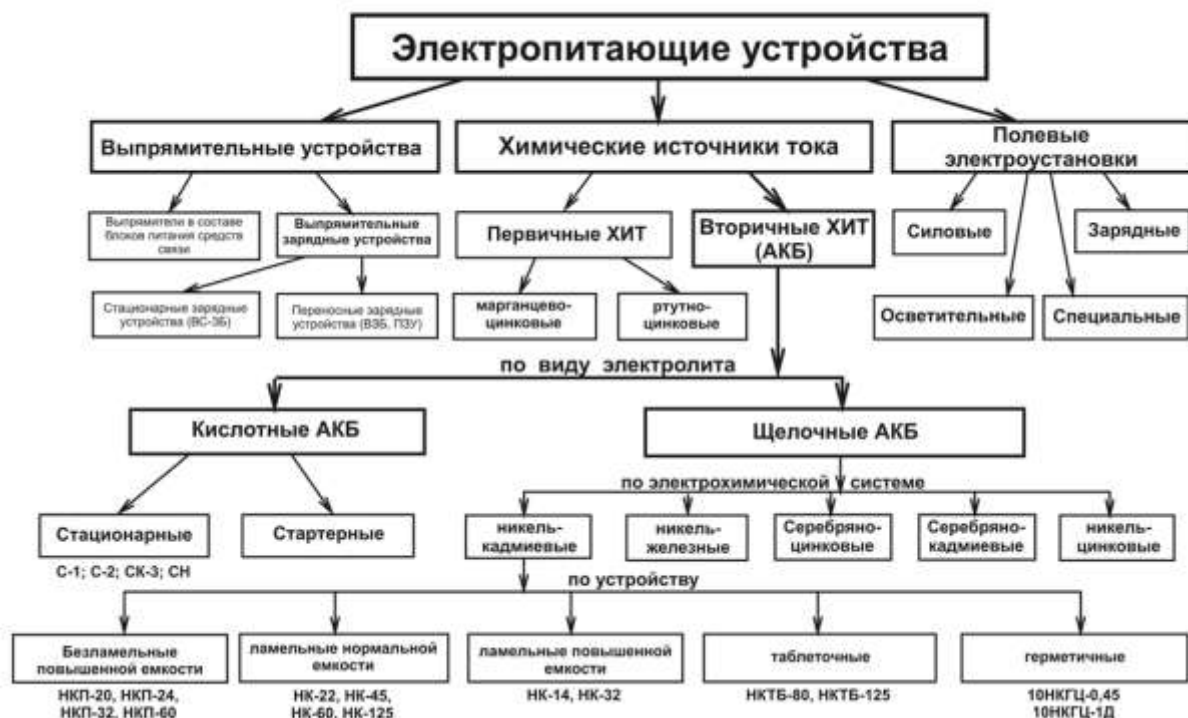 Электропитающие устройства
Выпрямительные устройства
Химические источники тока
Полевые
электроустановки
Выпрямители в составе
блоков питания средств
связи
Выпрямительные
зарядные устройства
Первичные ХИТ
Вторичные ХИТ
(АКБ)
Силовые
Зарядные
Стационарные зарядные
устройства (ВС-ЗБ)
Переносные зарядные
устройства (ВЗБ, ПЗУ)
марганцево-
цинковые
ртутно-
цинковые
Осветительные
Специальные
по виду электролита
Кислотные АКБ
Щелочные АКБ
по электрохимической системе
Стационарные
Стартерные
никель-
кадмиевые
никель-
железные
Серебряно-
цинковые
Серебряно-
кадмиевые
никель-
цинковые
С-1; С-2; СК-3; СН
по устройству
Безламельные
повышенной емкости
ламельные нормальной
емкости
ламельные повышенной
емкости
таблеточные
герметичные
НКП-20, НКП-24,
НКП-32, НКП-60
НК-22, НК-45,
НК-60, НК-125
НК-14, НК-32
НКТБ-80, НКТБ-125
10НКГЦ-0,45
10НКГЦ-1Д